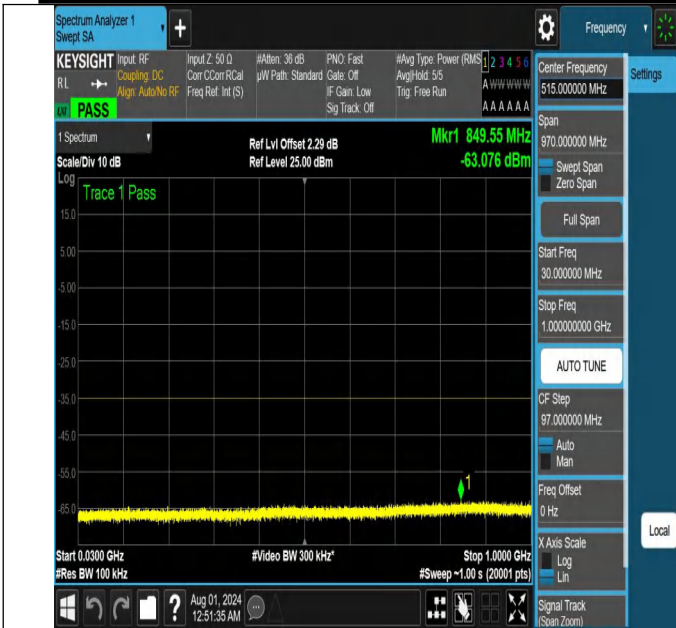 Spectrum Analyzer 1
Swept SA
+
Frequency
KEYSIGHT
RL
PASS
Input: RF
Coupling: DC
Align: Auto/No RF
Input Z: 50 Ω
Corr CCorr RCal
Freq Ref: Int (S)
#Atten: 36 dB
µW Path: Standard
PNO: Fast
Gate: Off
IF Gain: Low
Sig Track: Off
#Avg Type: Power (RMS
Avg|Hold: 5/5
Trig: Free Run
1 2 3 4 5 6
A W W W W W
A A A A A A
Center Frequency
515.000000 MHz
Settings
1 Spectrum
Scale/Div 10 dB
Log
Ref Lvl Offset 2.29 dB
Ref Level 25.00 dBm
Mkr1 849.55 MHz
-63.076 dBm
Trace 1 Pass
15.0
5.00
-5.00
-15.0
-25.0
-35.0
-45.0
-55.0
-65.0
1
Start 0.0300 GHz
#Res BW 100 kHz
#Video BW 300 kHz*
Stop 1.0000 GHz
#Sweep ~1.00 s (20001 pts)
Span
970.000000 MHz
Swept Span
Zero Span
Full Span
Start Freq
30.000000 MHz
Stop Freq
1.000000000 GHz
AUTO TUNE
CF Step
97.000000 MHz
Auto
Man
Freq Offset
0 Hz
X Axis Scale
Log
Lin
Local
Signal Track
(Span Zoom)
?
Aug 01, 2024
12:51:35 AM